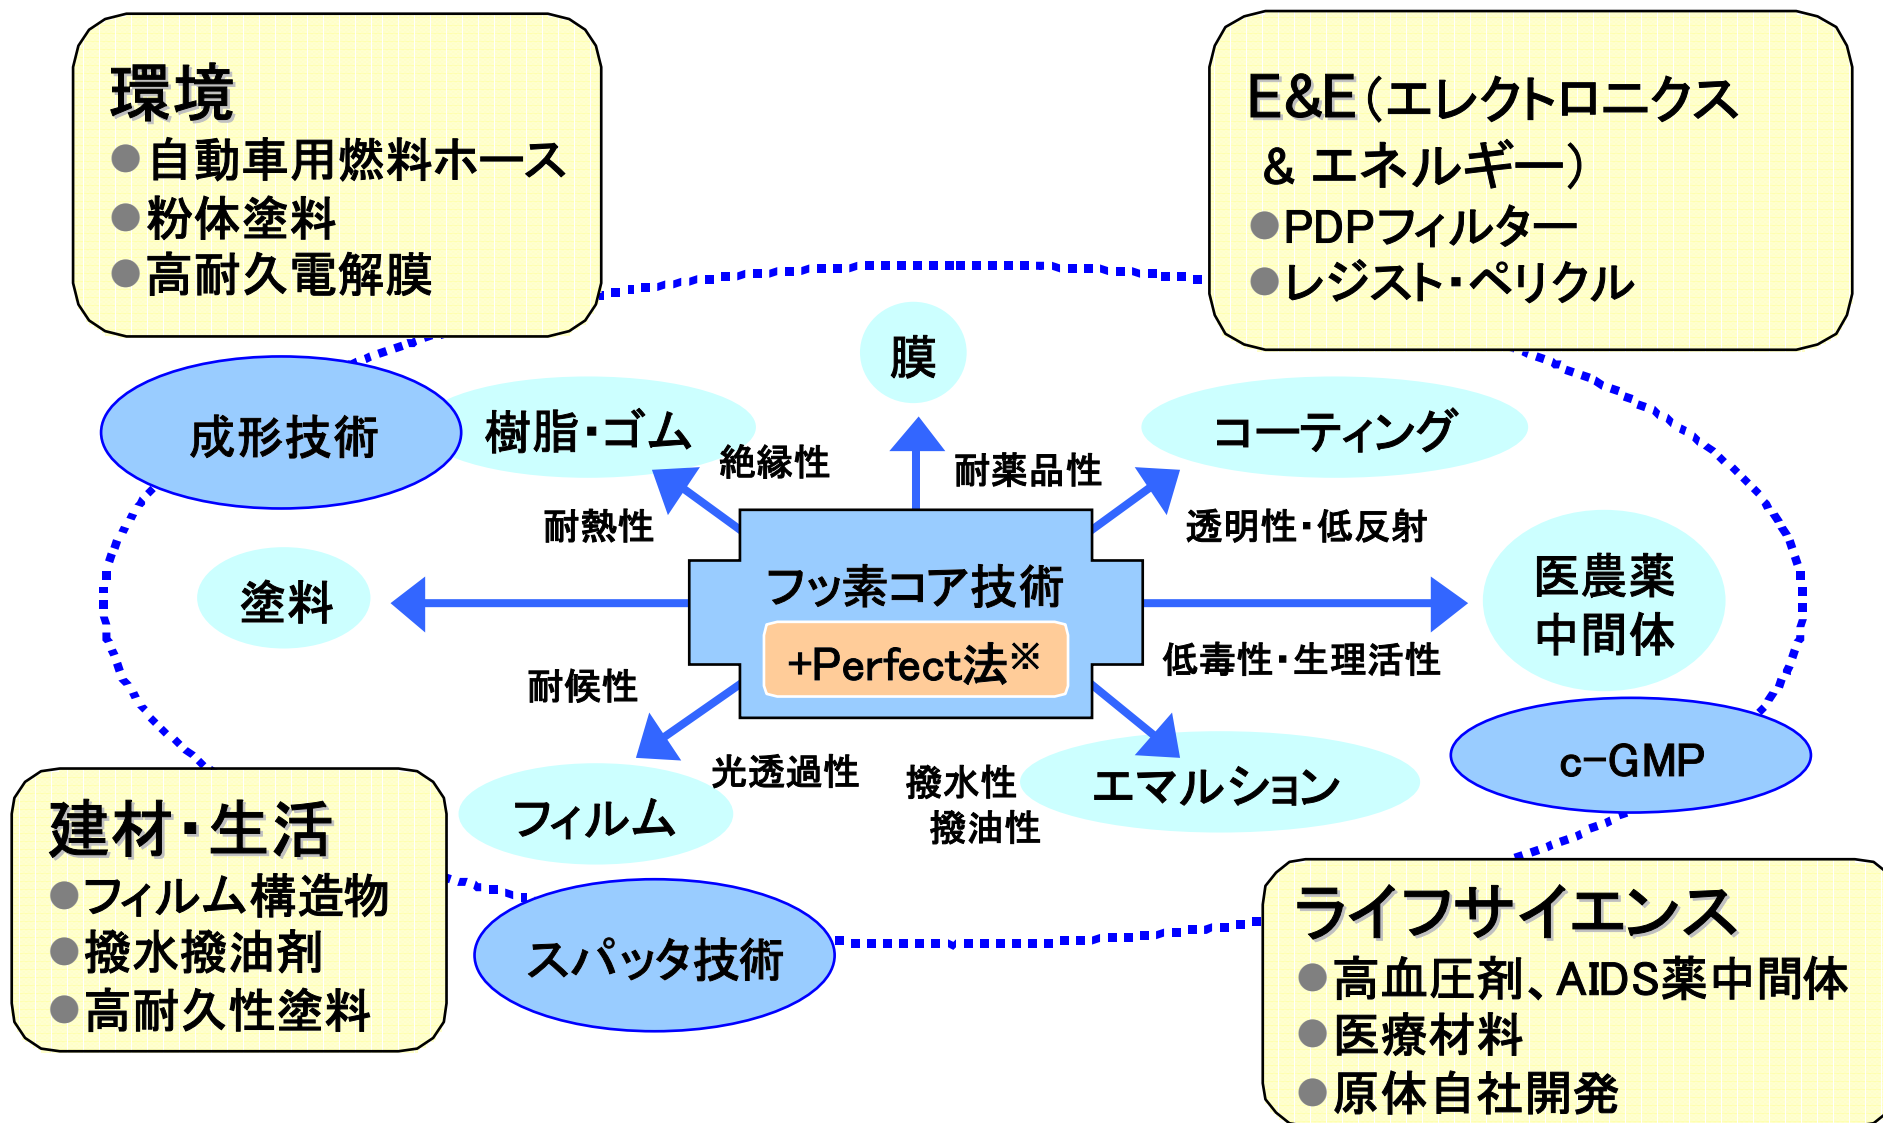 環境
●自動車用燃料ホース
●粉体塗料
●高耐久電解膜
E&E(エレクトロニクス
& エネルギー)
●PDPフィルター
●レジスト・ペリクル
膜
成形技術
樹脂・ゴム
コーティング
絶縁性
耐薬品性
耐熱性
透明性・低反射
塗料
フッ素コア技術
+Perfect法※
医農薬
中間体
低毒性・生理活性
耐候性
光透過性
撥水性
撥油性
フィルム
エマルション
c-GMP
建材・生活
●フィルム構造物
●撥水撥油剤
●高耐久性塗料
スパッタ技術
ライフサイエンス
●高血圧剤、AIDS薬中間体
●医療材料
●原体自社開発